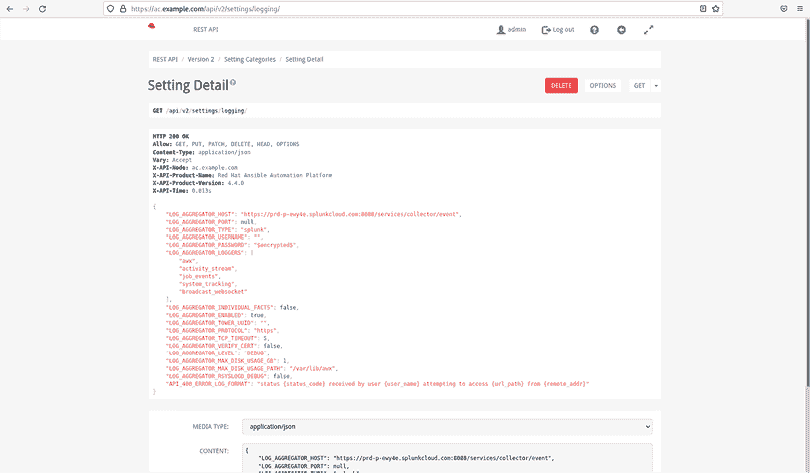 https://ac.example.com/api/v2/settings/logging/
REST API
admin
Log out
REST API / Version 2 / Setting Categories / Setting Detail
Setting Detail
DELETE
OPTIONS
GET
GET /api/v2/settings/logging/
HTTP 200 OK
Allow: GET, PUT, PATCH, DELETE, HEAD, OPTIONS
Content-Type: application/json
Vary: Accept
X-API-Node: ac.example.com
X-API-Product-Name: Red Hat Ansible Automation Platform
X-API-Product-Version: 4.4.0
X-API-Time: 0.013s
{
"LOG_AGGREGATOR_HOST": "https://prd-p-ewy4e.splunkcloud.com:8088/services/collector/event",
"LOG_AGGREGATOR_PORT": null,
"LOG_AGGREGATOR_TYPE": "splunk",
"LOG_AGGREGATOR_USERNAME": "",
"LOG_AGGREGATOR_PASSWORD": "$encrypted$",
"LOG_AGGREGATOR_LOGGERS": [
"awx",
"activity_stream",
"job_events",
"system_tracking",
"broadcast_websocket"
],
"LOG_AGGREGATOR_INDIVIDUAL_FACTS": false,
"LOG_AGGREGATOR_ENABLED": true,
"LOG_AGGREGATOR_TOWER_UUID": "",
"LOG_AGGREGATOR_PROTOCOL": "https",
"LOG_AGGREGATOR_TCP_TIMEOUT": 5,
"LOG_AGGREGATOR_VERIFY_CERT": false,
"LOG_AGGREGATOR_LEVEL": "DEBUG",
"LOG_AGGREGATOR_MAX_DISK_USAGE_GB": 1,
"LOG_AGGREGATOR_MAX_DISK_USAGE_PATH": "/var/lib/awx",
"LOG_AGGREGATOR_RSYSLOGD_DEBUG": false,
"API_400_ERROR_LOG_FORMAT": "status {status_code} received by user {user_name} attempting to access {url_path} from {remote_addr}"
}
MEDIA TYPE:
application/json
CONTENT:
{
"LOG_AGGREGATOR_HOST": "https://prd-p-ewy4e.splunkcloud.com:8088/services/collector/event",
"LOG_AGGREGATOR_PORT": null,